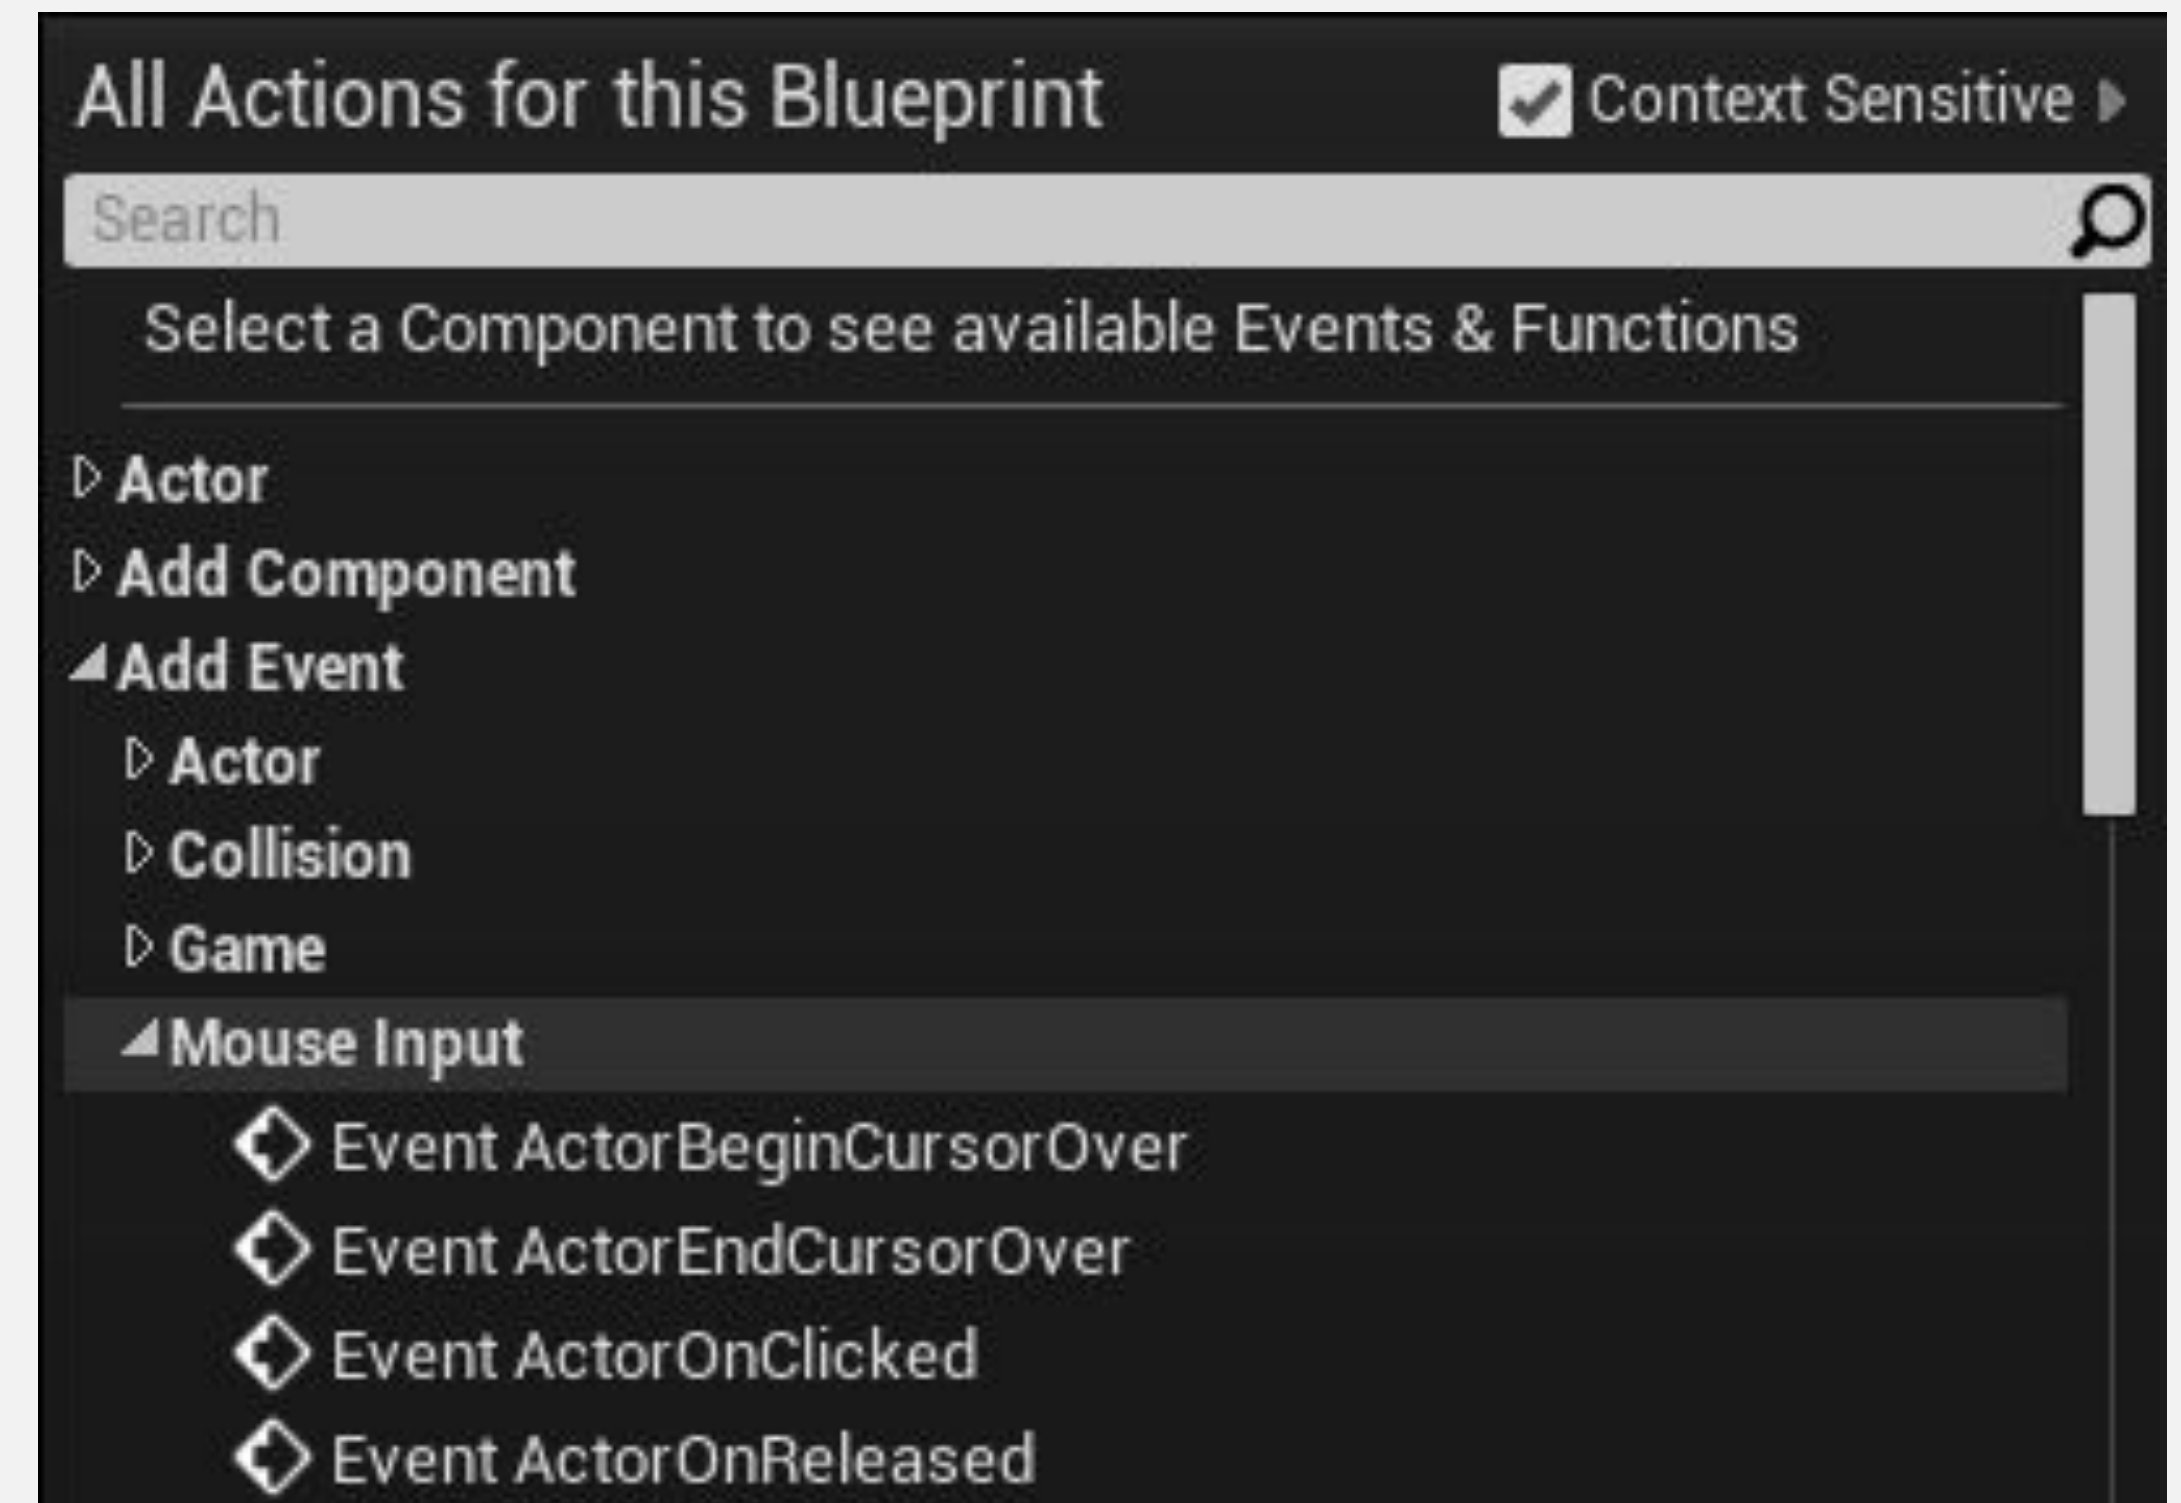 All Actions for this Blueprint Context Sensitive
Search
Select a Component to see available Events & Functions
Actor
Add Component
Add Event
Actor
Collision
Game
Mouse Input
Event ActorBeginCursorOver
Event ActorEndCursorOver
Event ActorOnClicked
Event ActorOnReleased